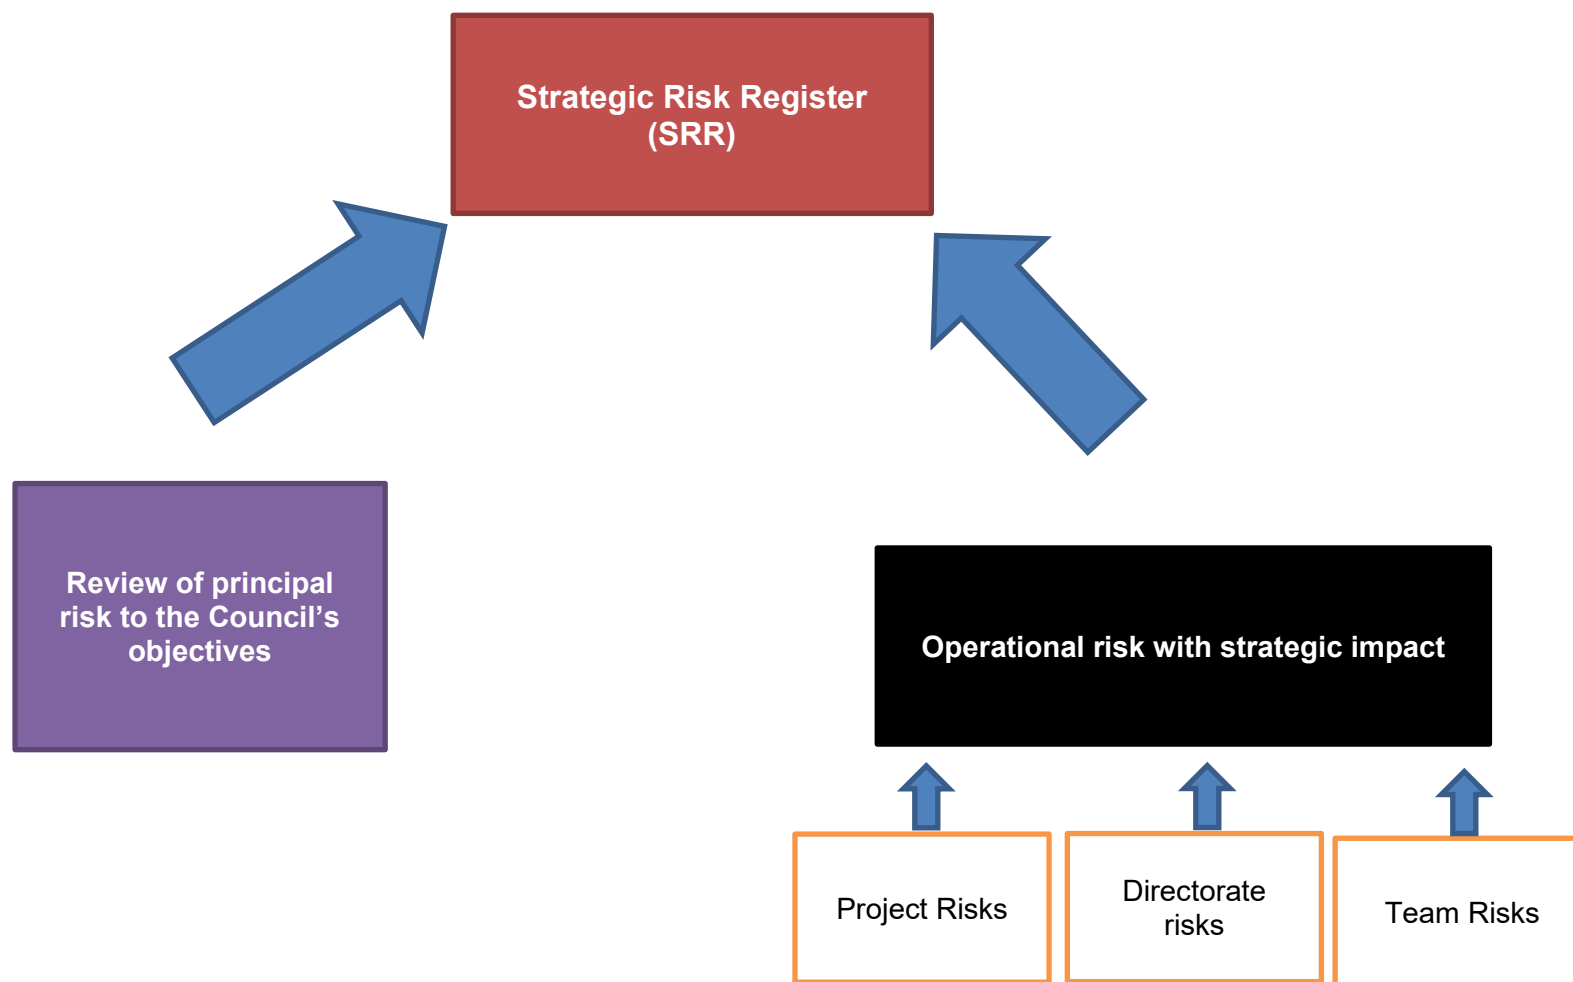 Strategic Risk Register
(SRR)
Review of principal
risk to the Council’s
objectives
Operational risk with strategic impact
Project Risks
Directorate
risks
Team Risks